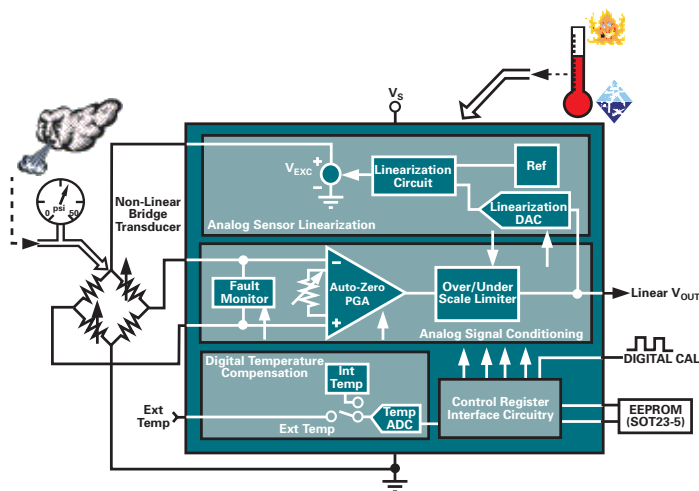 VS
0
psi
50
Non-Linear
Bridge
Transducer
VEXC
+
−
Linearization
Circuit
Ref
Linearization
DAC
Analog Sensor Linearization
Fault
Monitor
−
+
Auto-Zero
PGA
Over/Under
Scale Limiter
Linear VOUT
Analog Signal Conditioning
DIGITAL CAL
Digital Temperature
Compensation
Int
Temp
Ext
Temp
Ext Temp
Temp
ADC
Control Register
Interface Circuitry
EEPROM
(SOT23-5)